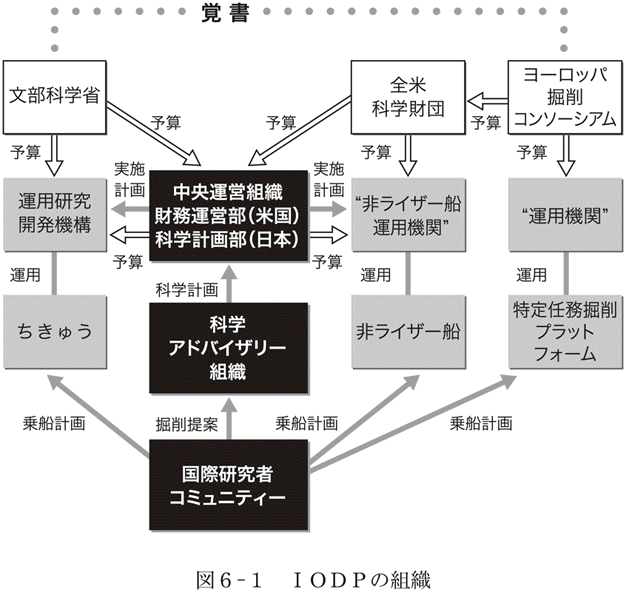 覚書
文部科学省
全米
科学財団
ヨーロッパ
掘削
コンソーシアム
予算
予算
予算
予算
予算
予算
運用研究
開発機構
実施
計画
中央運営組織
財務運営部(米国)
科学計画部(日本)
実施
計画
“非ライザー船
運用機関”
“運用機関”
予算
予算
運用
科学計画
運用
運用
ちきゅう
科学
アドバイザリー
組織
非ライザー船
特定任務掘削
プラット
フォーム
乗船計画
掘削提案
乗船計画
乗船計画
国際研究者
コミュニティー
図6-1　IODPの組織